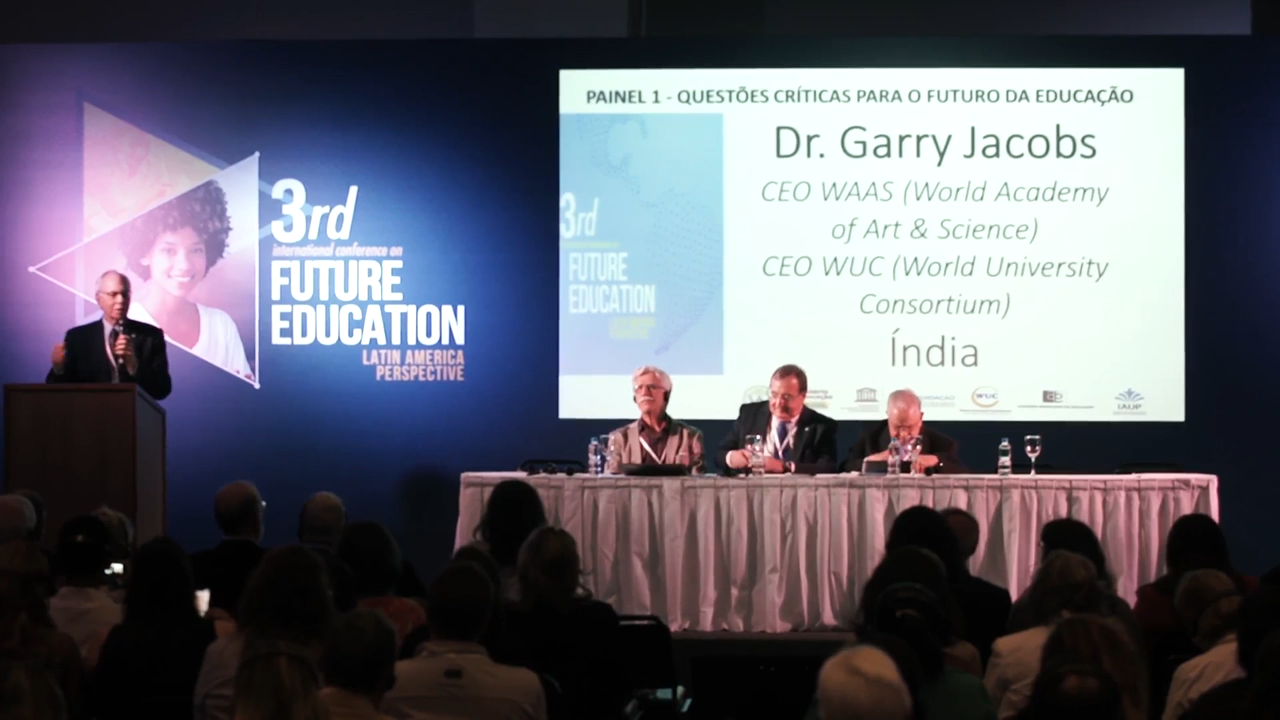 3rd
international conference on
FUTURE
EDUCATION
LATIN AMERICA
PERSPECTIVE
PAINEL 1 - QUESTÕES CRÍTICAS PARA O FUTURO DA EDUCAÇÃO
Dr. Garry Jacobs
CEO WAAS (World Academy
of Art & Science)
CEO WUC (World University
Consortium)
Índia
3rd
FUTURE
EDUCATION
WUC
IAUP